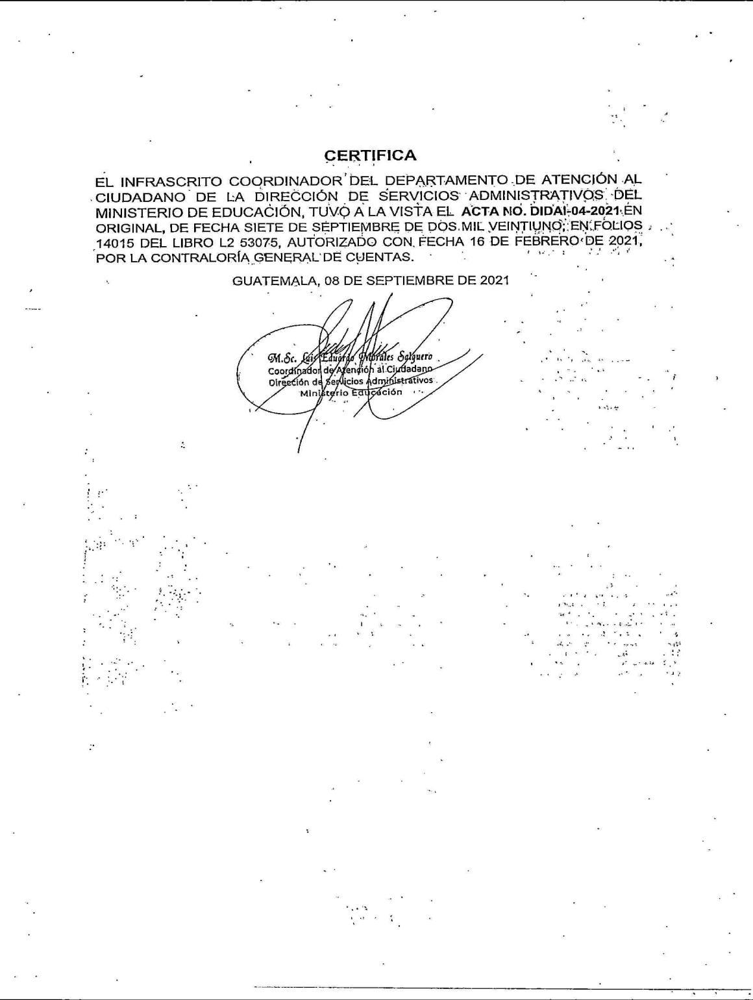 CERTIFICA
EL INFRASCRITO COORDINADOR DEL DEPARTAMENTO DE ATENCIÓN AL
CIUDADANO DE LA DIRECCIÓN DE SERVICIOS ADMINISTRATIVOS DEL
MINISTERIO DE EDUCACIÓN, TUVO A LA VISTA EL ACTA NO. DIDAI-04-2021 EN
ORIGINAL, DE FECHA SIETE DE SEPTIEMBRE DE DOS MIL VEINTIUNO, EN FOLIOS
14015 DEL LIBRO L2 53075, AUTORIZADO CON FECHA 16 DE FEBRERO DE 2021,
POR LA CONTRALORÍA GENERAL DE CUENTAS.
GUATEMALA, 08 DE SEPTIEMBRE DE 2021
M.Sc. Luis Eduardo Morales Salguero
Coordinador de Atención al Ciudadano
Dirección de Servicios Administrativos
Ministerio Educación